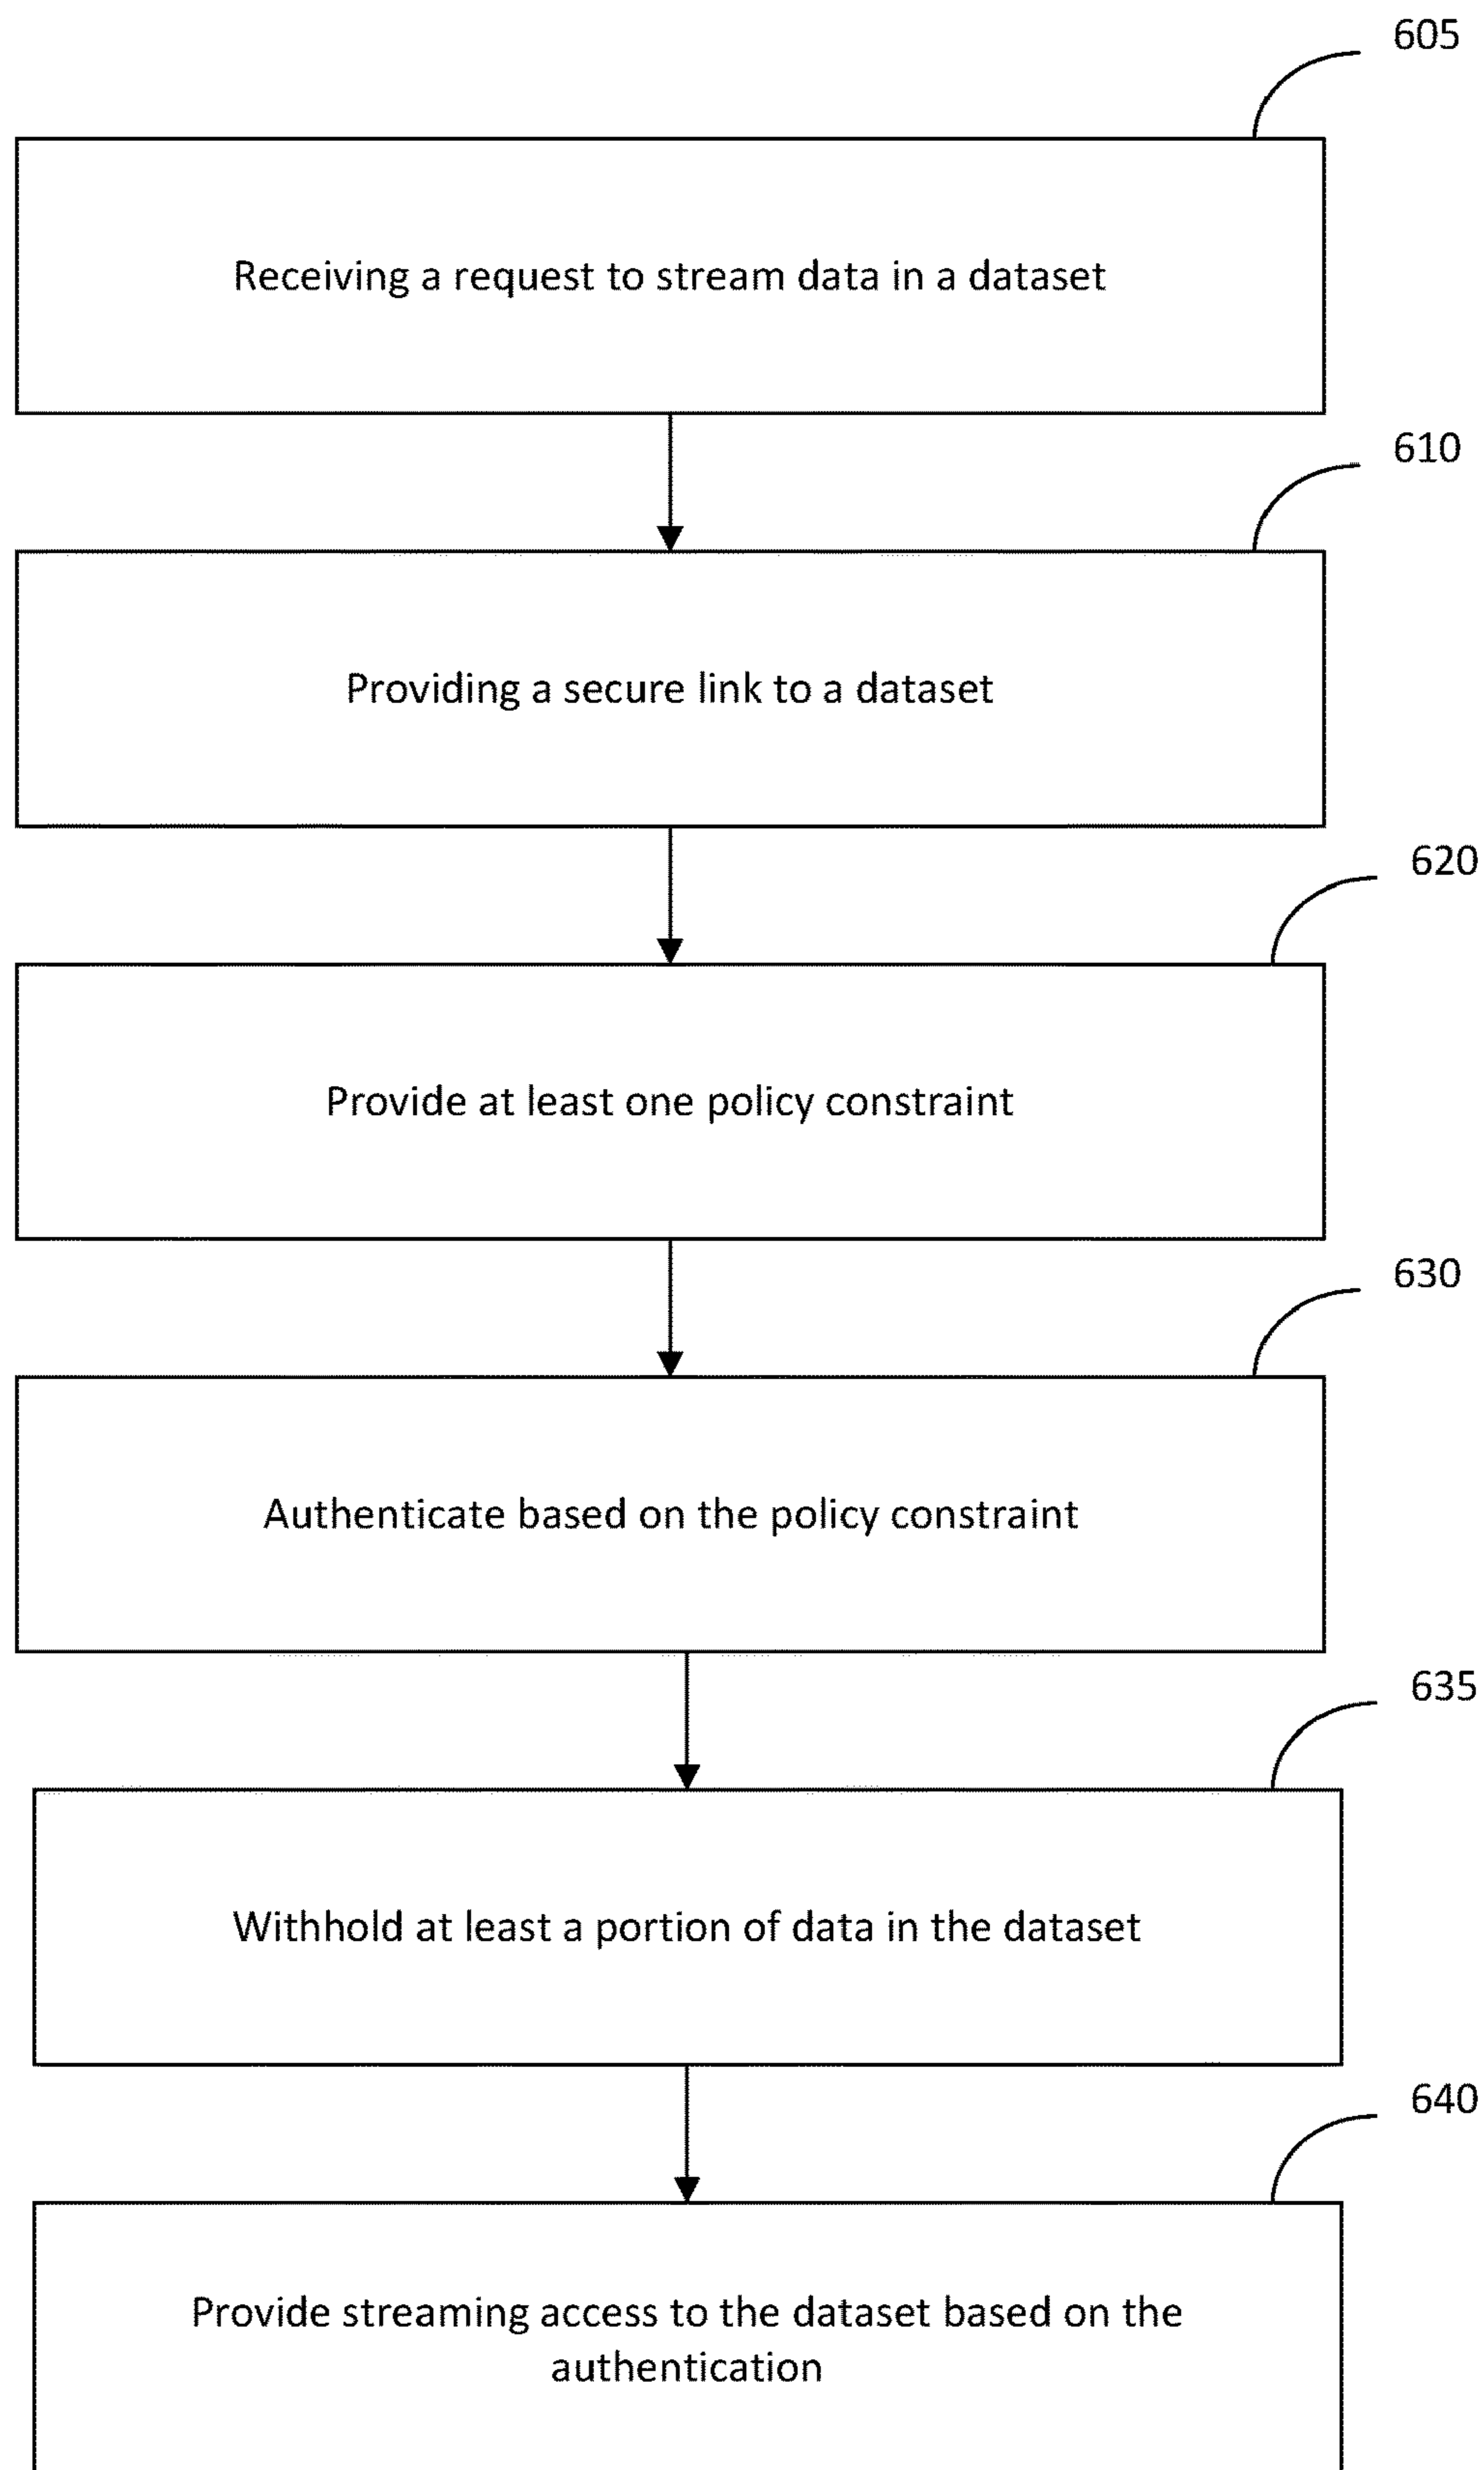 605
Receiving a request to stream data in a dataset
610
Providing a secure link to a dataset
620
Provide at least one policy constraint
630
Authenticate based on the policy constraint
635
Withhold at least a portion of data in the dataset
640
Provide streaming access to the dataset based on the
authentication